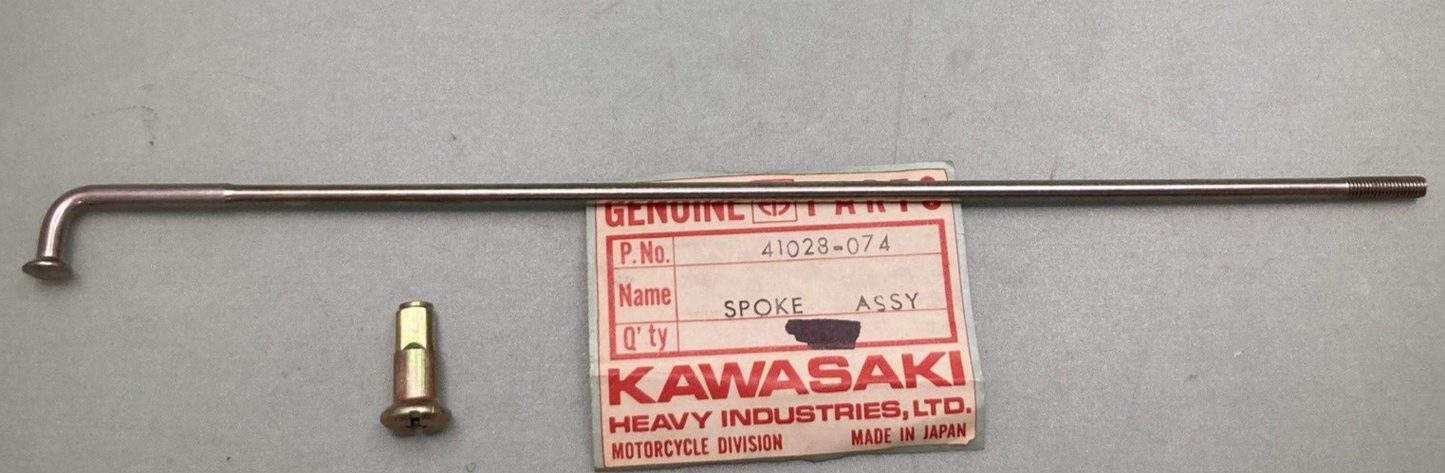 GENUINE PARTS
P.No. 41028-074
Name SPOKE ASSY
Q'ty
KAWASAKI
HEAVY INDUSTRIES, LTD.
MOTORCYCLE DIVISION MADE IN JAPAN